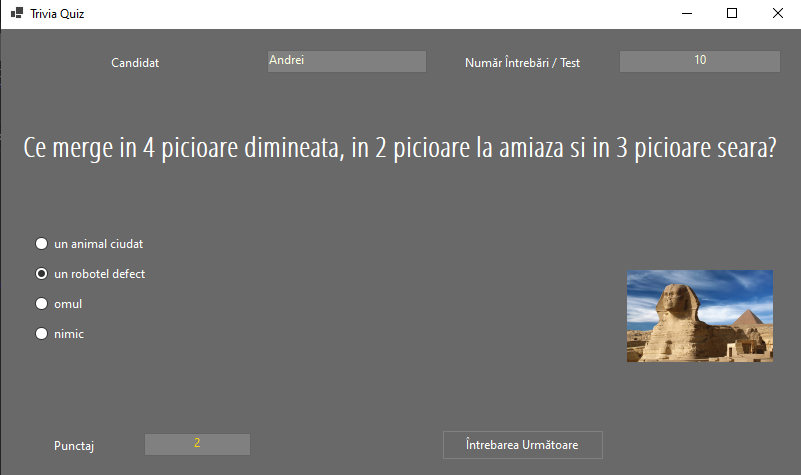 Trivia Quiz
Candidat Andrei Număr Întrebări / Test 10
Ce merge in 4 picioare dimineata, in 2 picioare la amiaza si in 3 picioare seara?
un animal ciudat
un robotel defect
omul
nimic
Punctaj 2 Întrebarea Următoare